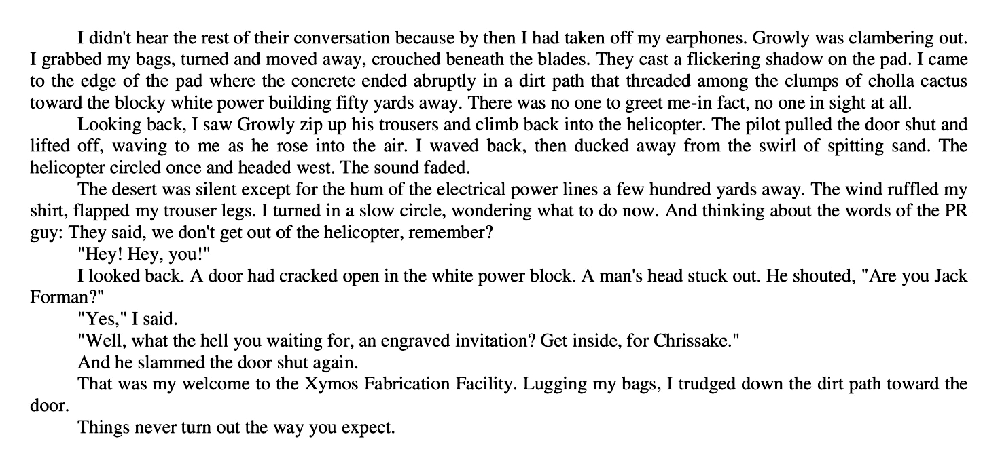 I didn't hear the rest of their conversation because by then I had taken off my earphones. Growly was clambering out.
I grabbed my bags, turned and moved away, crouched beneath the blades. They cast a flickering shadow on the pad. I came
to the edge of the pad where the concrete ended abruptly in a dirt path that threaded among the clumps of cholla cactus
toward the blocky white power building fifty yards away. There was no one to greet me-in fact, no one in sight at all.
Looking back, I saw Growly zip up his trousers and climb back into the helicopter. The pilot pulled the door shut and
lifted off, waving to me as he rose into the air. I waved back, then ducked away from the swirl of spitting sand. The
helicopter circled once and headed west. The sound faded.
The desert was silent except for the hum of the electrical power lines a few hundred yards away. The wind ruffled my
shirt, flapped my trouser legs. I turned in a slow circle, wondering what to do now. And thinking about the words of the PR
guy: They said, we don't get out of the helicopter, remember?
"Hey! Hey, you!"
I looked back. A door had cracked open in the white power block. A man's head stuck out. He shouted, "Are you Jack
Forman?"
"Yes," I said.
"Well, what the hell you waiting for, an engraved invitation? Get inside, for Chrissake."
And he slammed the door shut again.
That was my welcome to the Xymos Fabrication Facility. Lugging my bags, I trudged down the dirt path toward the
door.
Things never turn out the way you expect.